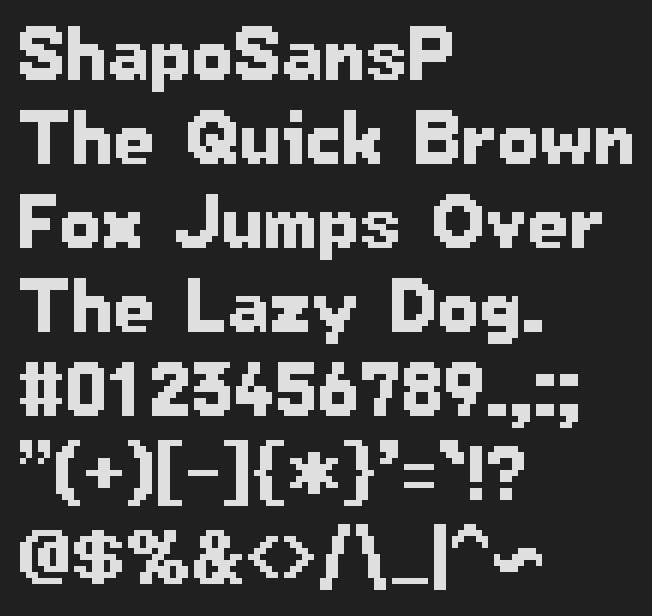 ShapoSansP
The Quick Brown
Fox Jumps Over
The Lazy Dog.
#0123456789.,:;
"(+)[-]{*}'=`!?
@$%&<>/\_|^~